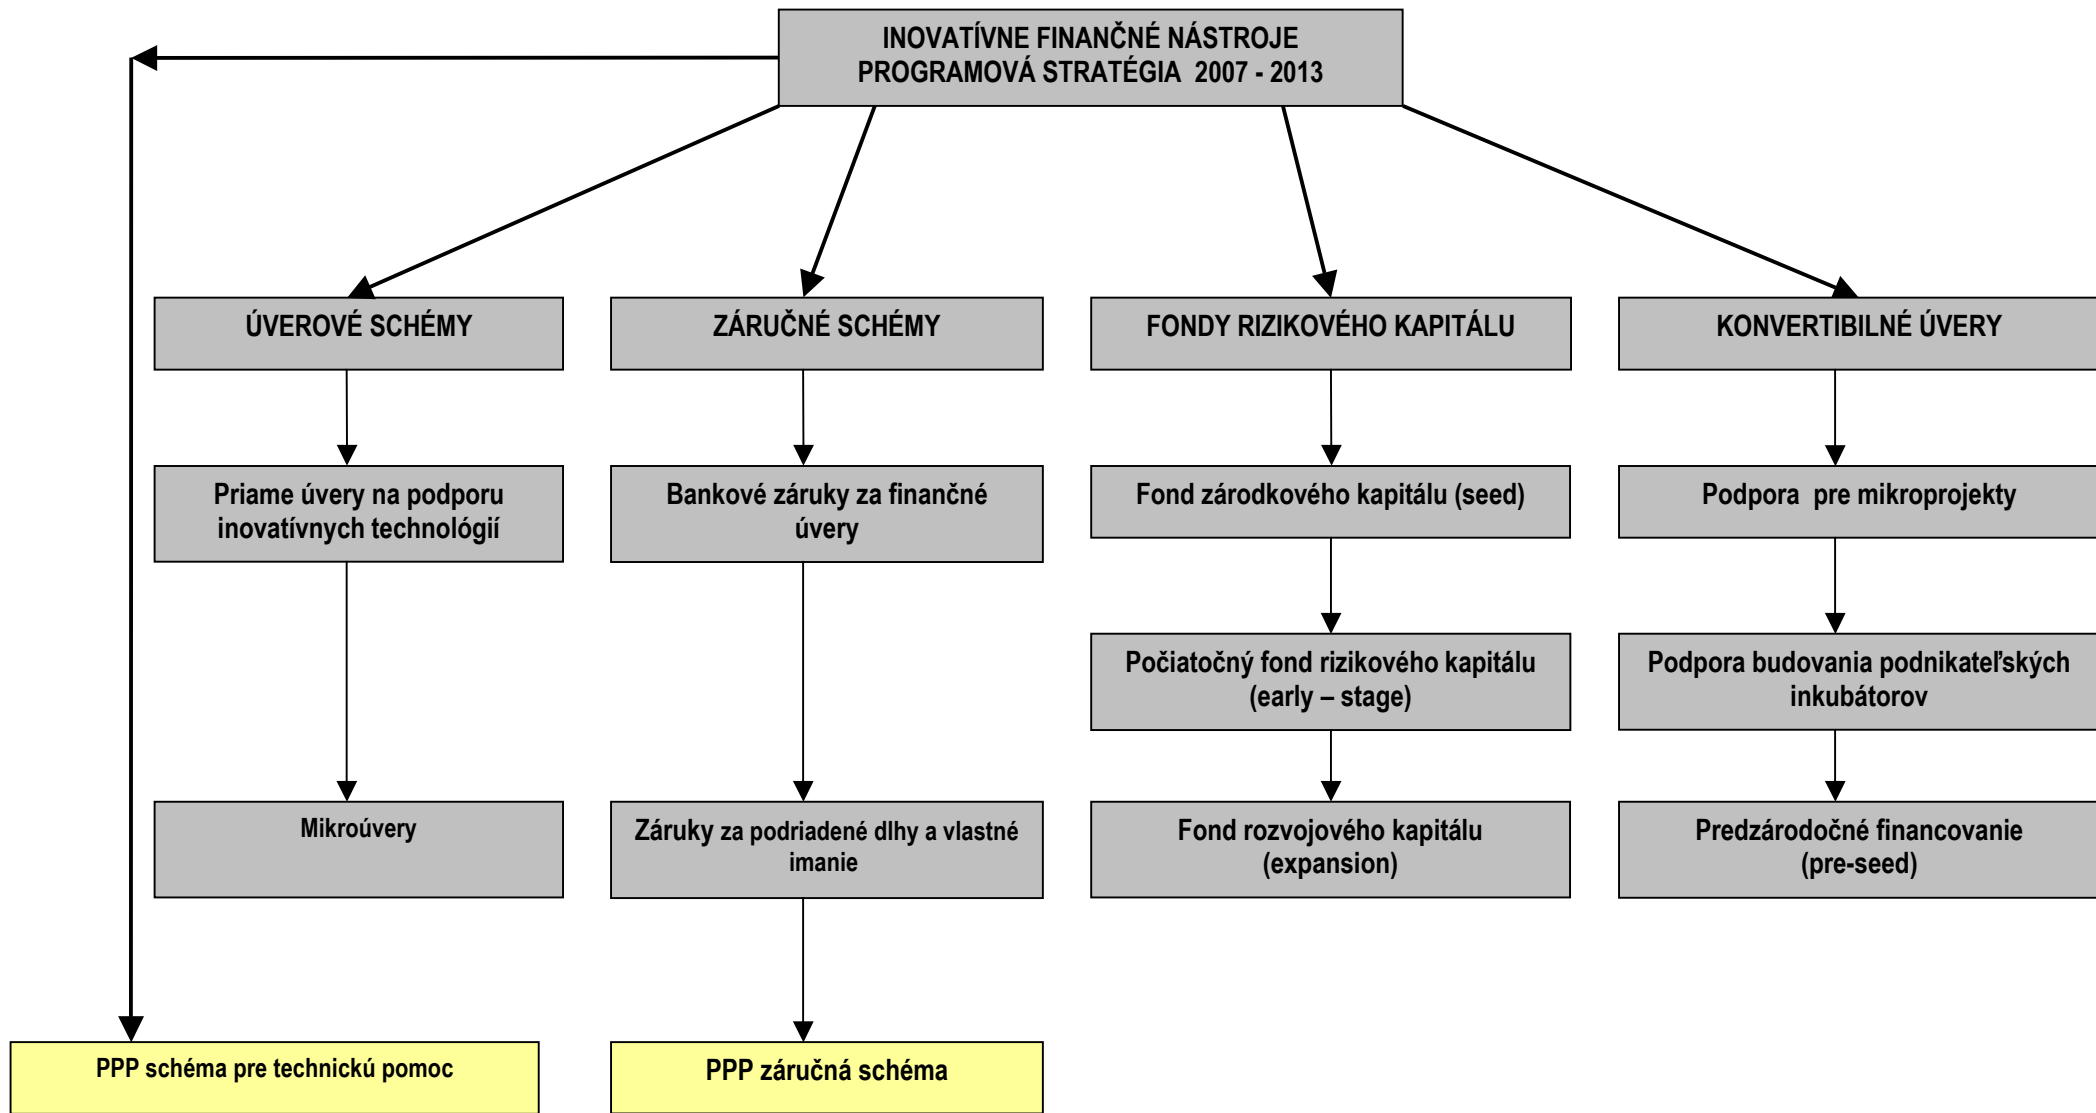 INOVATÍVNE FINANČNÉ NÁSTROJE
PROGRAMOVÁ STRATÉGIA 2007 - 2013
ÚVEROVÉ SCHÉMY
ZÁRUČNÉ SCHÉMY
FONDY RIZIKOVÉHO KAPITÁLU
KONVERTIBILNÉ ÚVERY
Priame úvery na podporu
inovatívnych technológií
Bankové záruky za finančné
úvery
Fond zárodkového kapitálu (seed)
Podpora pre mikroprojekty
Počiatočný fond rizikového kapitálu
(early – stage)
Podpora budovania podnikateľských
inkubátorov
Mikroúvery
Záruky za podriadené dlhy a vlastné
imanie
Fond rozvojového kapitálu
(expansion)
Predzárodočné financovanie
(pre-seed)
PPP schéma pre technickú pomoc
PPP záručná schéma